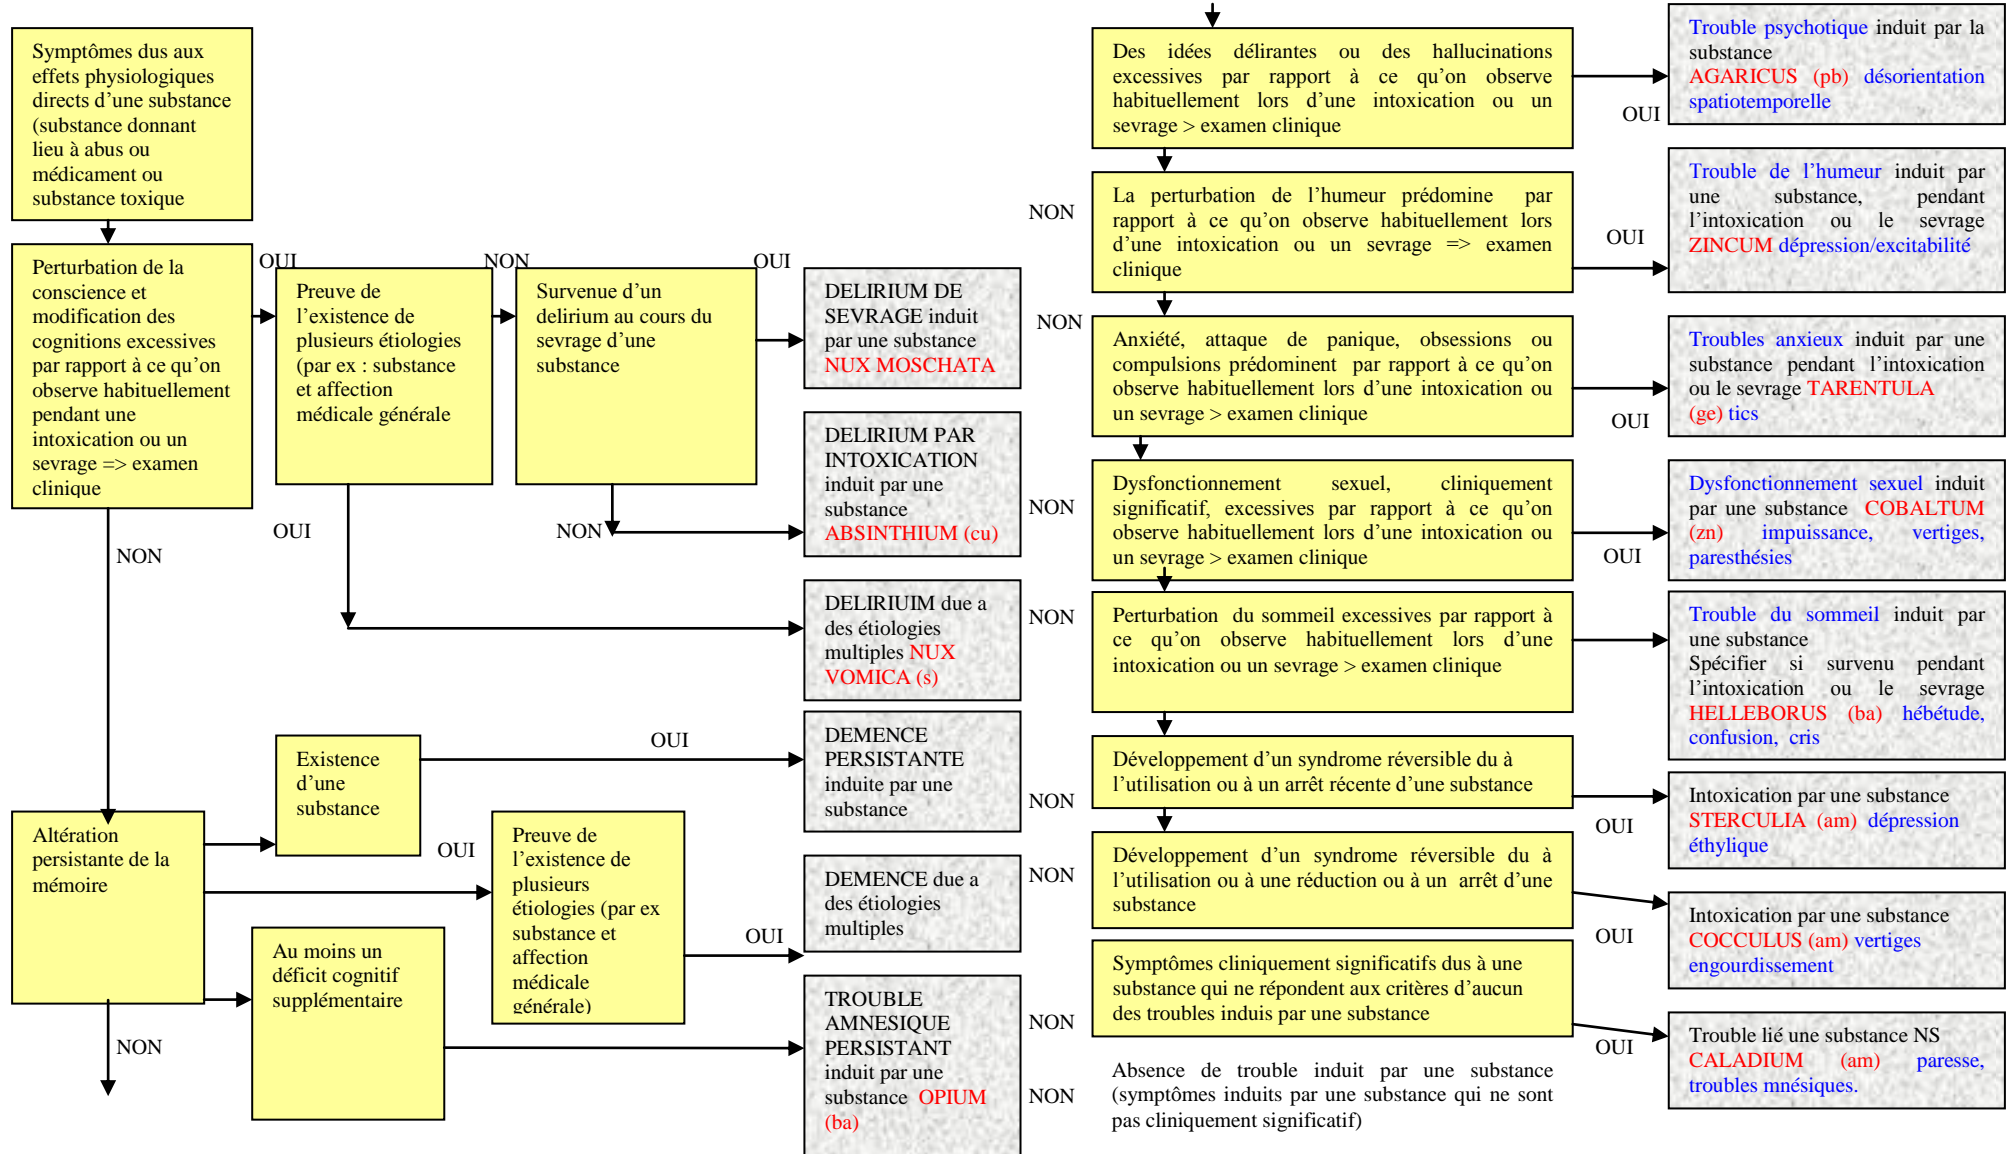 Symptômes dus aux
effets physiologiques
directs d’une substance
(substance donnant
lieu à abus ou
médicament ou
substance toxique
Perturbation de la
conscience et
modification des
cognitions excessives
par rapport à ce qu’on
observe habituellement
pendant une
intoxication ou un
sevrage => examen
clinique
OUI
Preuve de
l’existence de
plusieurs étiologies
(par ex : substance
et affection
médicale générale
NON
Survenue d’un
delirium au cours du
sevrage d’une
substance
OUI
DELIRIUM DE
SEVRAGE induit
par une substance
NUX MOSCHATA
DELIRIUM PAR
INTOXICATION
induit par une
substance
ABSINTHIUM (cu)
OUI
NON
NON
DELIRIUIM due a
des étiologies
multiples NUX
VOMICA (s)
Existence
d’une
substance
OUI
DEMENCE
PERSISTANTE
induite par une
substance
Altération
persistante de la
mémoire
OUI
Preuve de
l’existence de
plusieurs
étiologies (par ex
substance et
affection
médicale
générale)
OUI
DEMENCE due a
des étiologies
multiples
Au moins un
déficit cognitif
supplémentaire
TROUBLE
AMNESIQUE
PERSISTANT
induit par une
substance OPIUM
(ba)
NON
Des idées délirantes ou des hallucinations
excessives par rapport à ce qu’on observe
habituellement lors d’une intoxication ou un
sevrage > examen clinique
OUI
Trouble psychotique induit par la
substance
AGARICUS (pb) désorientation
spatiotemporelle
NON
La perturbation de l’humeur prédomine par
rapport à ce qu’on observe habituellement lors
d’une intoxication ou un sevrage => examen
clinique
OUI
Trouble de l’humeur induit par
une substance, pendant
l’intoxication ou le sevrage
ZINCUM dépression/excitabilité
NON
Anxiété, attaque de panique, obsessions ou
compulsions prédominent par rapport à ce qu’on
observe habituellement lors d’une intoxication ou
un sevrage > examen clinique
OUI
Troubles anxieux induit par une
substance pendant l’intoxication
ou le sevrage TARENTULA
(ge) tics
NON
Dysfonctionnement sexuel, cliniquement
significatif, excessives par rapport à ce qu’on
observe habituellement lors d’une intoxication ou
un sevrage > examen clinique
OUI
Dysfonctionnement sexuel induit
par une substance COBALTUM
(zn) impuissance, vertiges,
paresthésies
NON
Perturbation du sommeil excessives par rapport à
ce qu’on observe habituellement lors d’une
intoxication ou un sevrage > examen clinique
Trouble du sommeil induit par
une substance
Spécifier si survenu pendant
l’intoxication ou le sevrage
HELLEBORUS (ba) hébétude,
confusion, cris
NON
Développement d’un syndrome réversible du à
l’utilisation ou à un arrêt récente d’une substance
OUI
Intoxication par une substance
STERCULIA (am) dépression
éthylique
NON
Développement d’un syndrome réversible du à
l’utilisation ou à une réduction ou à un arrêt d’une
substance
OUI
Intoxication par une substance
COCCULUS (am) vertiges
engourdissement
NON
Symptômes cliniquement significatifs dus à une
substance qui ne répondent aux critères d’aucun
des troubles induis par une substance
OUI
Trouble lié une substance NS
CALADIUM (am) paresse,
troubles mnésiques.
NON
Absence de trouble induit par une substance
(symptômes induits par une substance qui ne sont
pas cliniquement significatif)